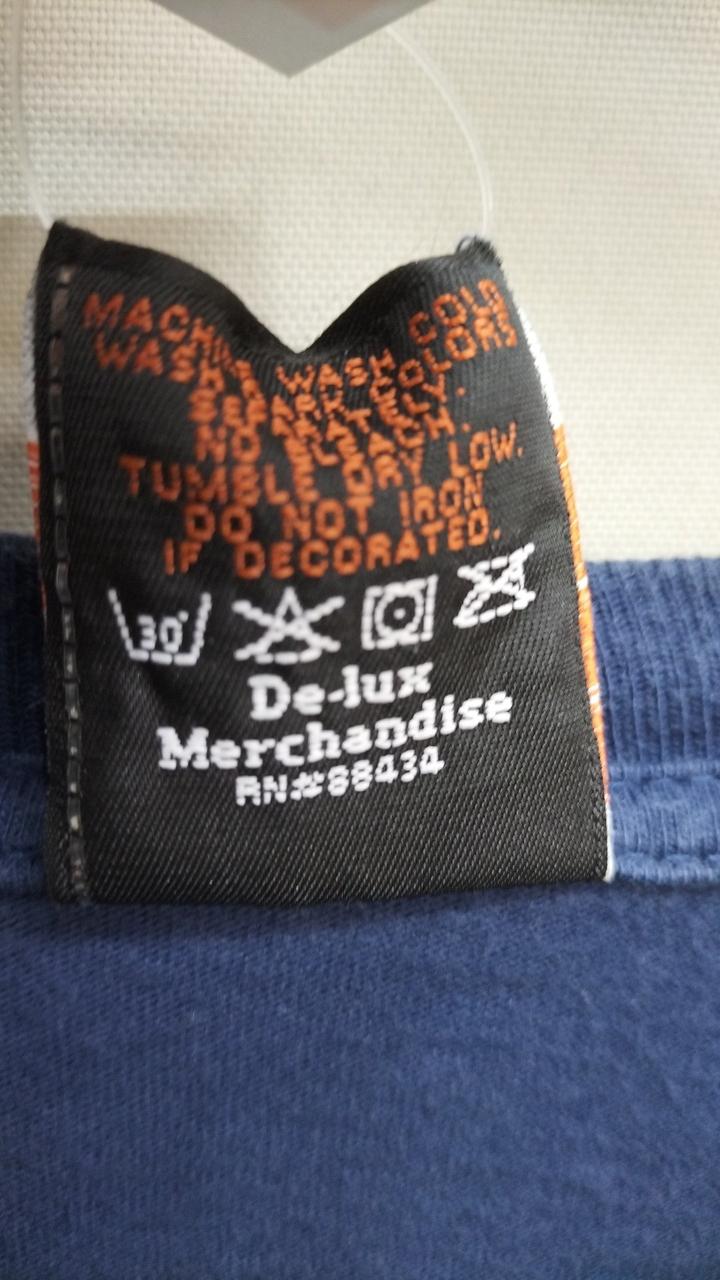 MACHINE WASH COLD
WASH DARK COLORS
SEPARATELY.
NO BLEACH.
TUMBLE DRY LOW.
DO NOT IRON
IF DECORATED.
30°
De-lux
Merchandise
RN#88434